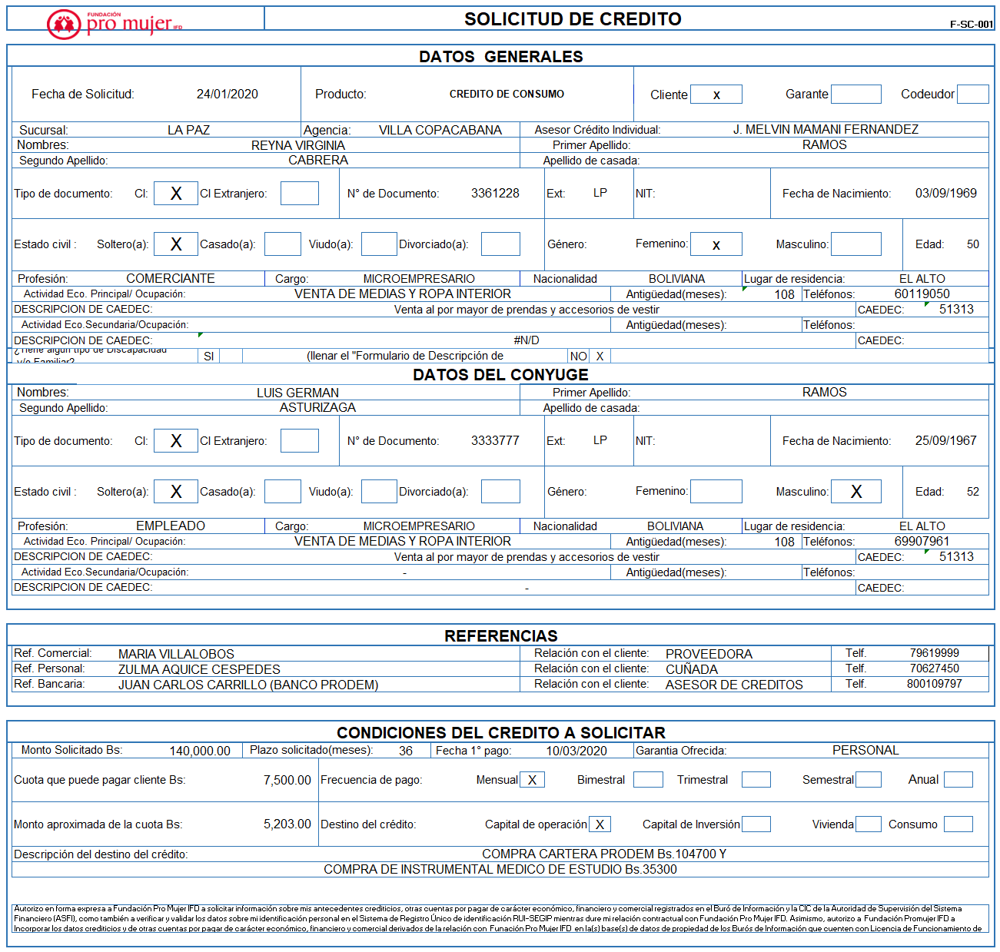 FUNDACIÓN
pro mujer IFD
SOLICITUD DE CREDITO
F-SC-001
DATOS GENERALES
Fecha de Solicitud: 24/01/2020 Producto: CREDITO DE CONSUMO Cliente x Garante Codeudor
Sucursal: LA PAZ Agencia: VILLA COPACABANA Asesor Crédito Individual: J. MELVIN MAMANI FERNANDEZ
Nombres: REYNA VIRGINIA Primer Apellido: RAMOS
Segundo Apellido: CABRERA Apellido de casada:
Tipo de documento: CI: X CI Extranjero: N° de Documento: 3361228 Ext: LP NIT: Fecha de Nacimiento: 03/09/1969
Estado civil : Soltero(a): X Casado(a): Viudo(a): Divorciado(a): Género: Femenino: x Masculino: Edad: 50
Profesión: COMERCIANTE Cargo: MICROEMPRESARIO Nacionalidad BOLIVIANA Lugar de residencia: EL ALTO
Actividad Eco. Principal/ Ocupación: VENTA DE MEDIAS Y ROPA INTERIOR Antigüedad(meses): 108 Teléfonos: 60119050
DESCRIPCION DE CAEDEC: Venta al por mayor de prendas y accesorios de vestir CAEDEC: 51313
Actividad Eco.Secundaria/Ocupación: Antigüedad(meses): Teléfonos:
DESCRIPCION DE CAEDEC: #N/D CAEDEC:
¿Tiene algún tipo de Discapacidad
y/o Familiar? SI (llenar el "Formulario de Descripción de NO X
DATOS DEL CONYUGE
Nombres: LUIS GERMAN Primer Apellido: RAMOS
Segundo Apellido: ASTURIZAGA Apellido de casada:
Tipo de documento: CI: X CI Extranjero: N° de Documento: 3333777 Ext: LP NIT: Fecha de Nacimiento: 25/09/1967
Estado civil : Soltero(a): X Casado(a): Viudo(a): Divorciado(a): Género: Femenino: Masculino: X Edad: 52
Profesión: EMPLEADO Cargo: MICROEMPRESARIO Nacionalidad BOLIVIANA Lugar de residencia: EL ALTO
Actividad Eco. Principal/ Ocupación: VENTA DE MEDIAS Y ROPA INTERIOR Antigüedad(meses): 108 Teléfonos: 69907961
DESCRIPCION DE CAEDEC: Venta al por mayor de prendas y accesorios de vestir CAEDEC: 51313
Actividad Eco.Secundaria/Ocupación: - Antigüedad(meses): Teléfonos:
DESCRIPCION DE CAEDEC: - CAEDEC:
REFERENCIAS
Ref. Comercial: MARIA VILLALOBOS Relación con el cliente: PROVEEDORA Telf. 79619999
Ref. Personal: ZULMA AQUICE CESPEDES Relación con el cliente: CUÑADA Telf. 70627450
Ref. Bancaria: JUAN CARLOS CARRILLO (BANCO PRODEM) Relación con el cliente: ASESOR DE CREDITOS Telf. 800109797
CONDICIONES DEL CREDITO A SOLICITAR
Monto Solicitado Bs: 140,000.00 Plazo solicitado(meses): 36 Fecha 1° pago: 10/03/2020 Garantia Ofrecida: PERSONAL
Cuota que puede pagar cliente Bs: 7,500.00 Frecuencia de pago: Mensual X Bimestral Trimestral Semestral Anual
Monto aproximada de la cuota Bs: 5,203.00 Destino del crédito: Capital de operación X Capital de Inversión Vivienda Consumo
Descripción del destino del crédito: COMPRA CARTERA PRODEM Bs.104700 Y
COMPRA DE INSTRUMENTAL MEDICO DE ESTUDIO Bs.35300
Autorizo en forma expresa a Fundación Pro Mujer IFD a solicitar información sobre mis antecedentes crediticios, otras cuentas por pagar de carácter económico, financiero y comercial registrados en el Buró de Información y la CIC de la Autoridad de Supervisión del Sistema
Financiero (ASFI), como también a verificar y validar los datos sobre mi identificación personal en el Sistema de Registro Único de identificación RUI-SEGIP mientras dure mi relación contractual con Fundación Pro Mujer IFD. Asimismo, autorizo a Fundación Promujer IFD a
Incorporar los datos crediticios y de otras cuentas por pagar de carácter económico, financiero y comercial derivados de la relación con Funación Pro Mujer IFD en la(s) base(s) de datos de propiedad de los Burós de Información que cuenten con Licencia de Funcionamiento de